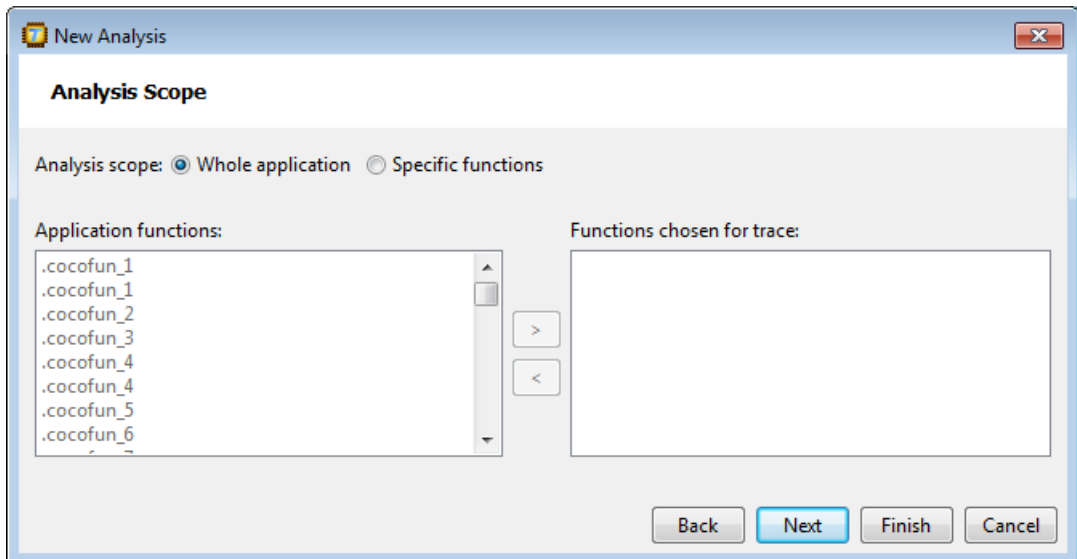 New Analysis
Analysis Scope
Analysis scope: Whole application Specific functions
Application functions:
Functions chosen for trace:
.cocofun_1
.cocofun_1
.cocofun_2
.cocofun_3
.cocofun_4
.cocofun_4
.cocofun_5
.cocofun_6
>
<
Back Next Finish Cancel